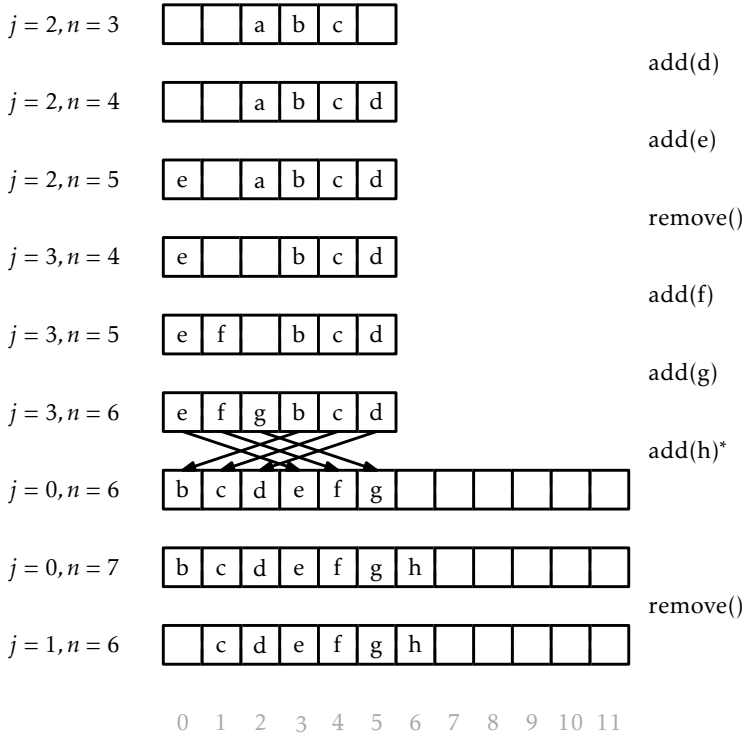 j = 2, n = 3 a b c
add(d)
j = 2, n = 4 a b c d
add(e)
j = 2, n = 5 e a b c d
remove()
j = 3, n = 4 e b c d
add(f)
j = 3, n = 5 e f b c d
add(g)
j = 3, n = 6 e f g b c d
add(h)*
j = 0, n = 6 b c d e f g
j = 0, n = 7 b c d e f g h
remove()
j = 1, n = 6 c d e f g h
0 1 2 3 4 5 6 7 8 9 10 11